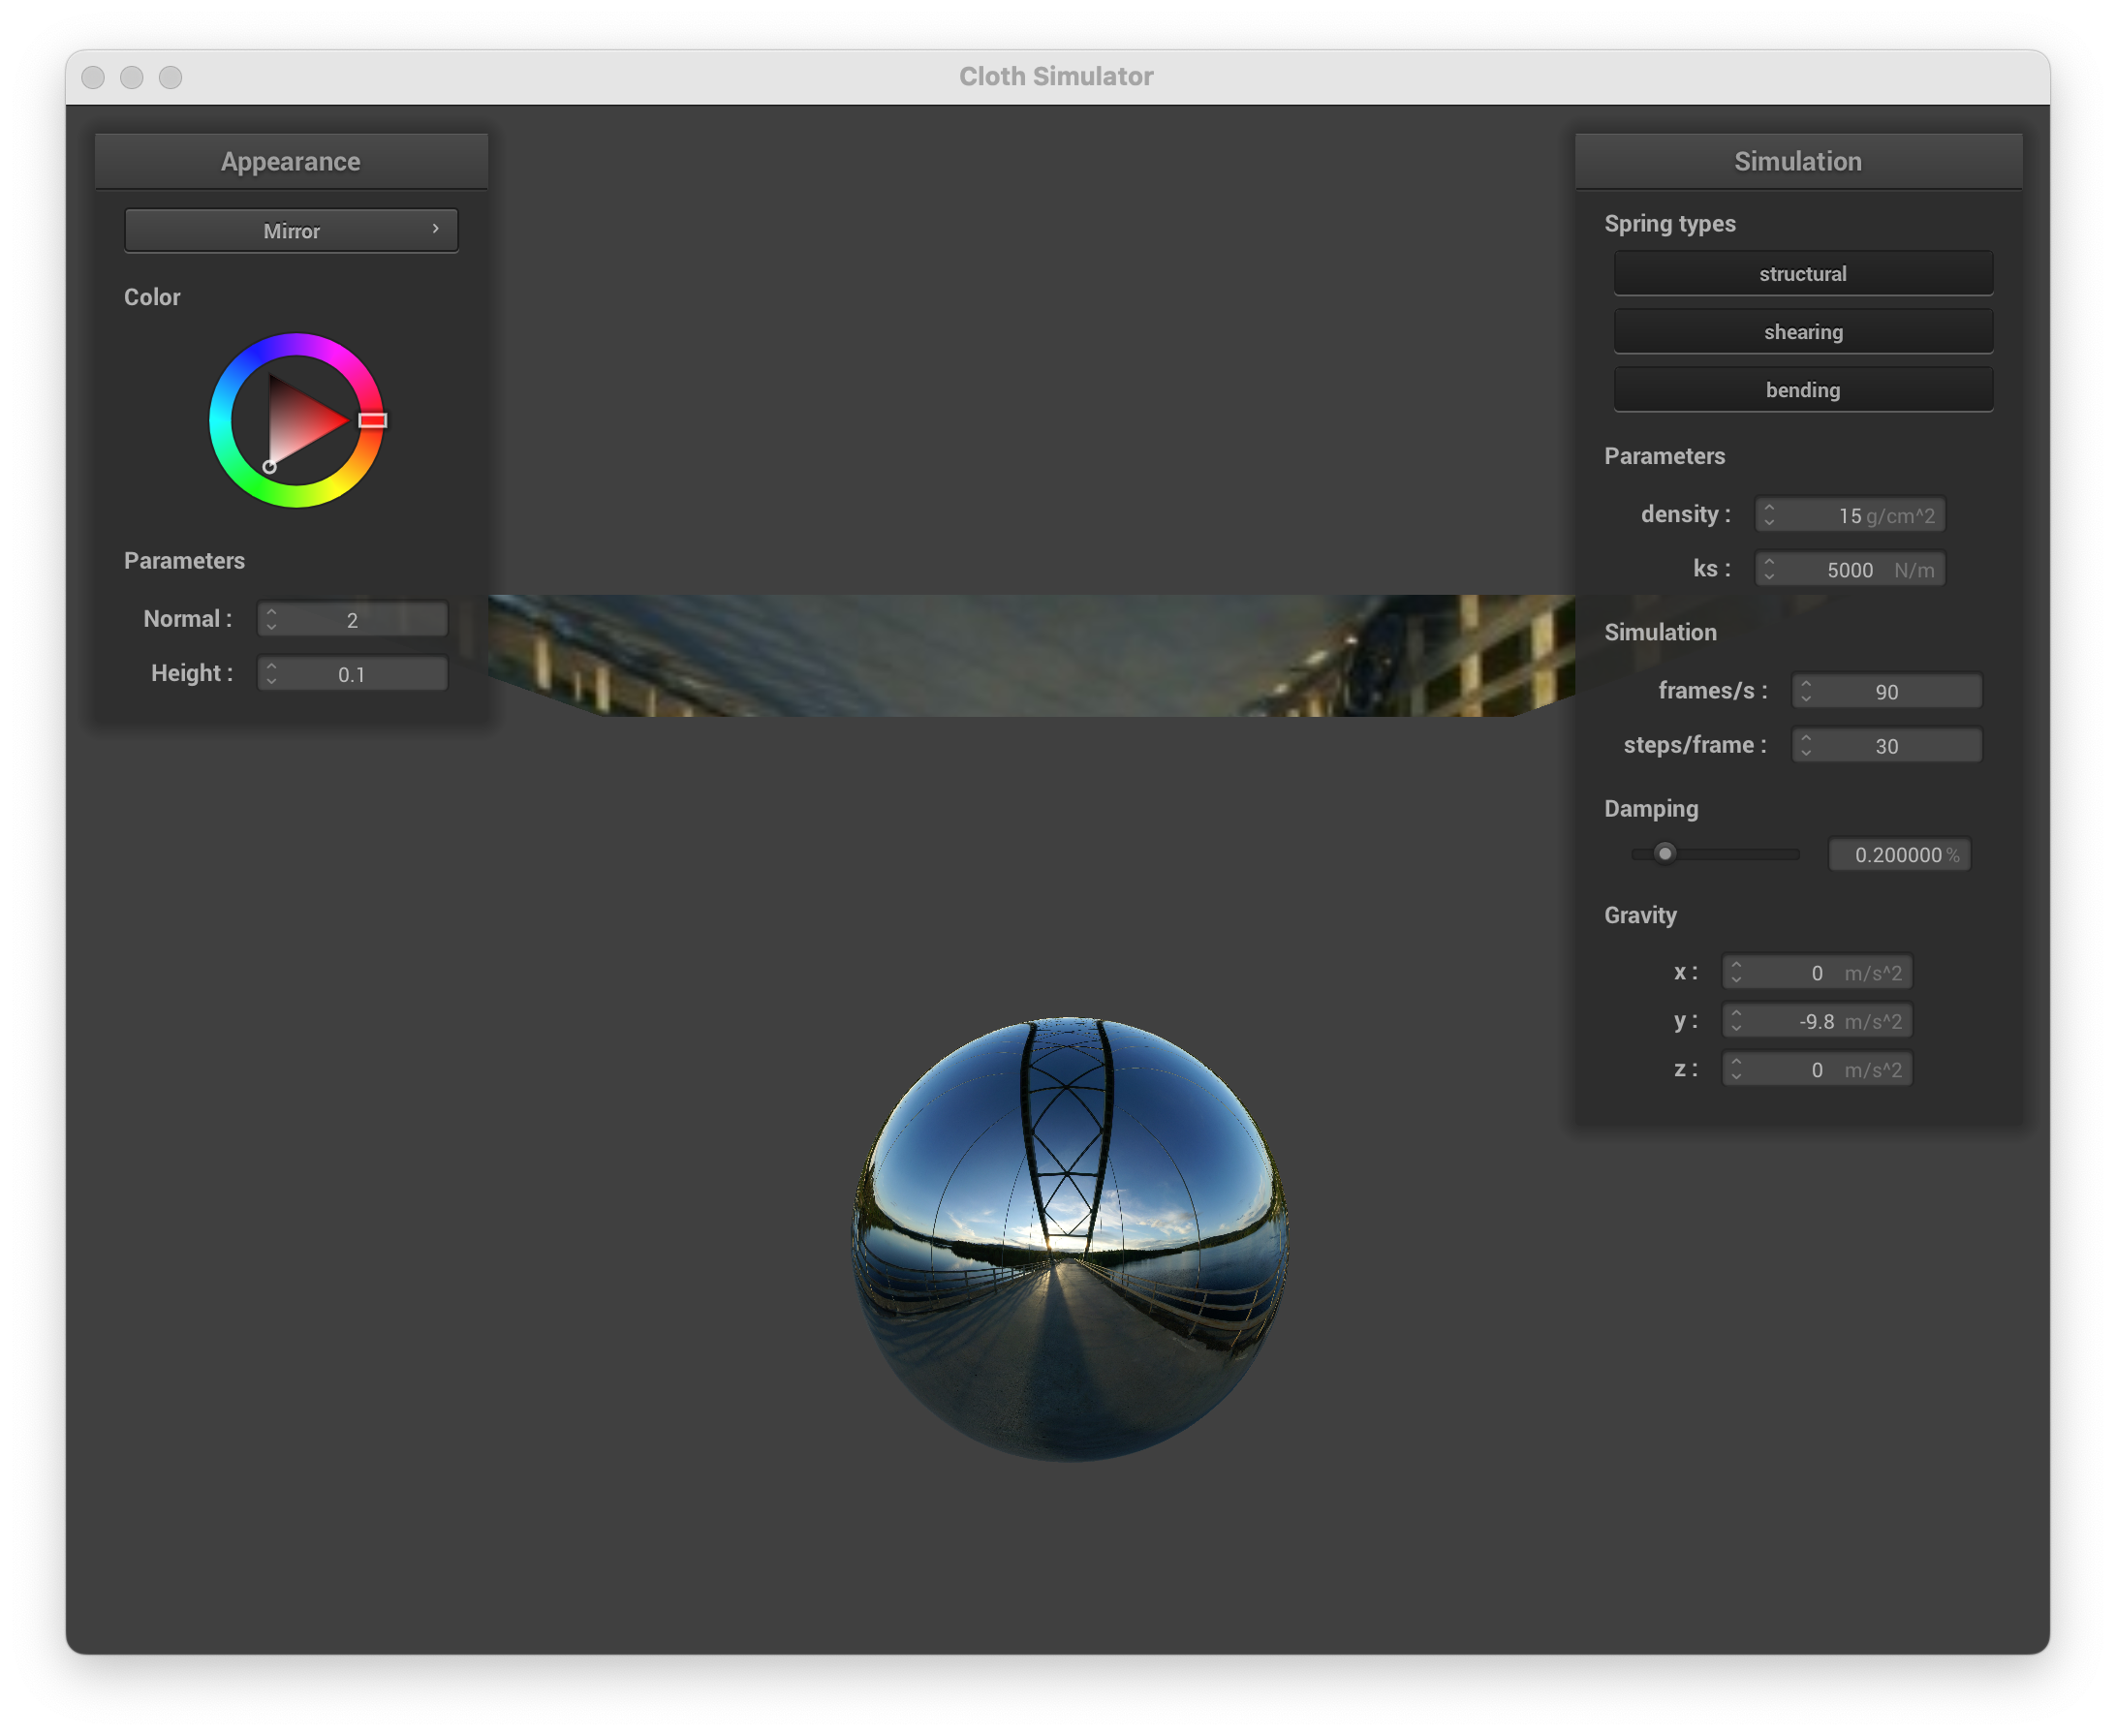 Cloth Simulator
Appearance
Mirror
Color
Parameters
Normal : 2
Height : 0.1
Simulation
Spring types
structural
shearing
bending
Parameters
density : 15 g/cm^2
ks : 5000 N/m
Simulation
frames/s : 90
steps/frame : 30
Damping
0.200000 %
Gravity
x : 0 m/s^2
y : -9.8 m/s^2
z : 0 m/s^2